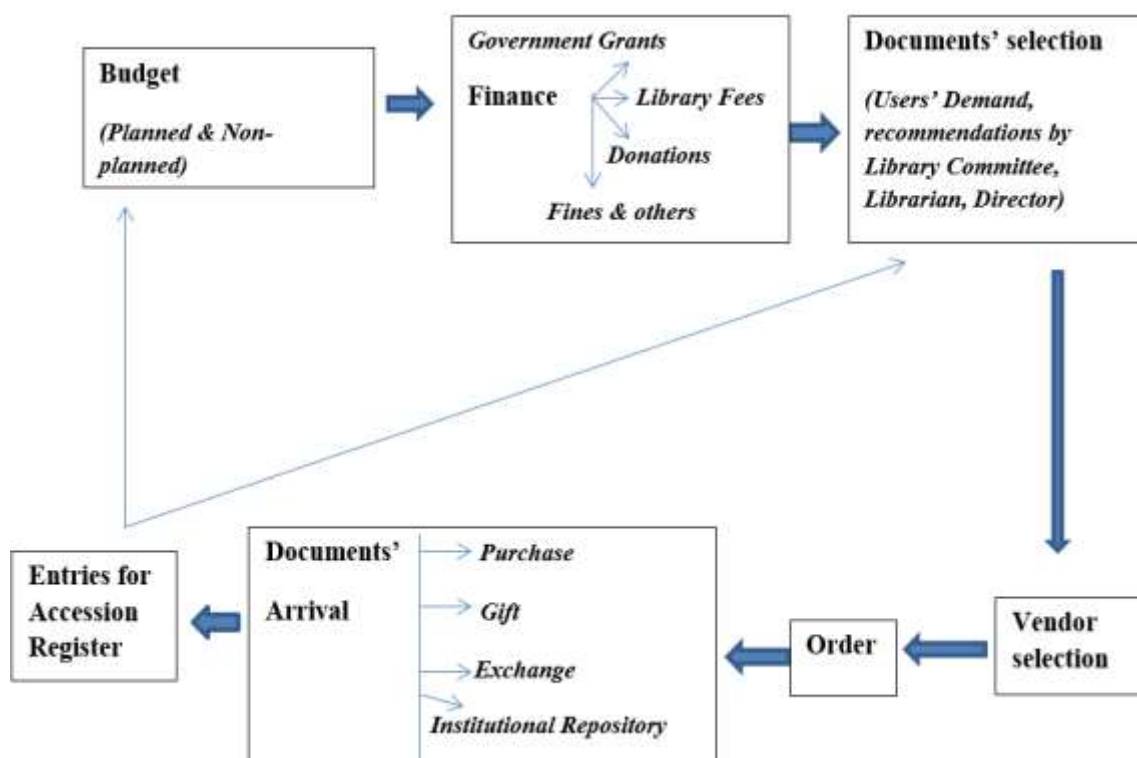 Budget
(Planned & Non-
planned)
Government Grants
Finance
Library Fees
Donations
Fines & others
Documents’ selection
(Users’ Demand,
recommendations by
Library Committee,
Librarian, Director)
Vendor
selection
Order
Documents’
Arrival
Purchase
Gift
Exchange
Institutional Repository
Entries for
Accession
Register